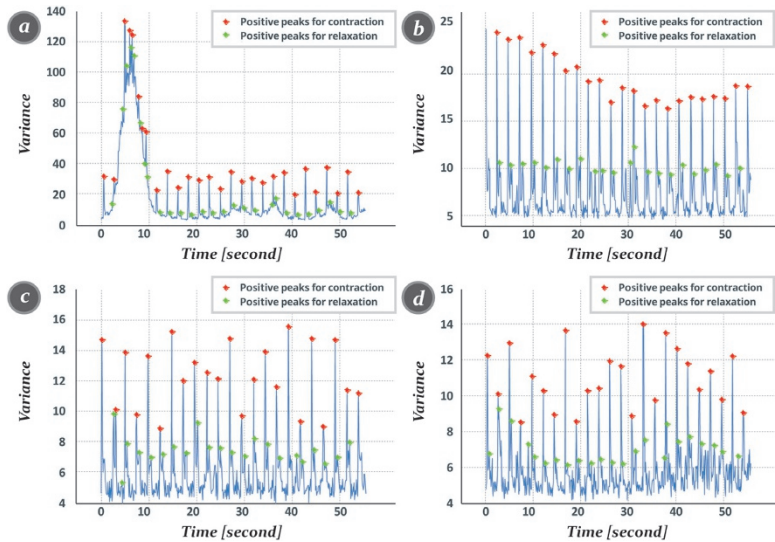 a
Positive peaks for contraction
Positive peaks for relaxation
Variance
140
120
100
80
60
40
20
0
0 10 20 30 40 50
Time [second]
b
Positive peaks for contraction
Positive peaks for relaxation
Variance
25
20
15
10
5
0 10 20 30 40 50
Time [second]
c
Positive peaks for contraction
Positive peaks for relaxation
Variance
18
16
14
12
10
8
6
4
0 10 20 30 40 50
Time [second]
d
Positive peaks for contraction
Positive peaks for relaxation
Variance
16
14
12
10
8
6
4
0 10 20 30 40 50
Time [second]